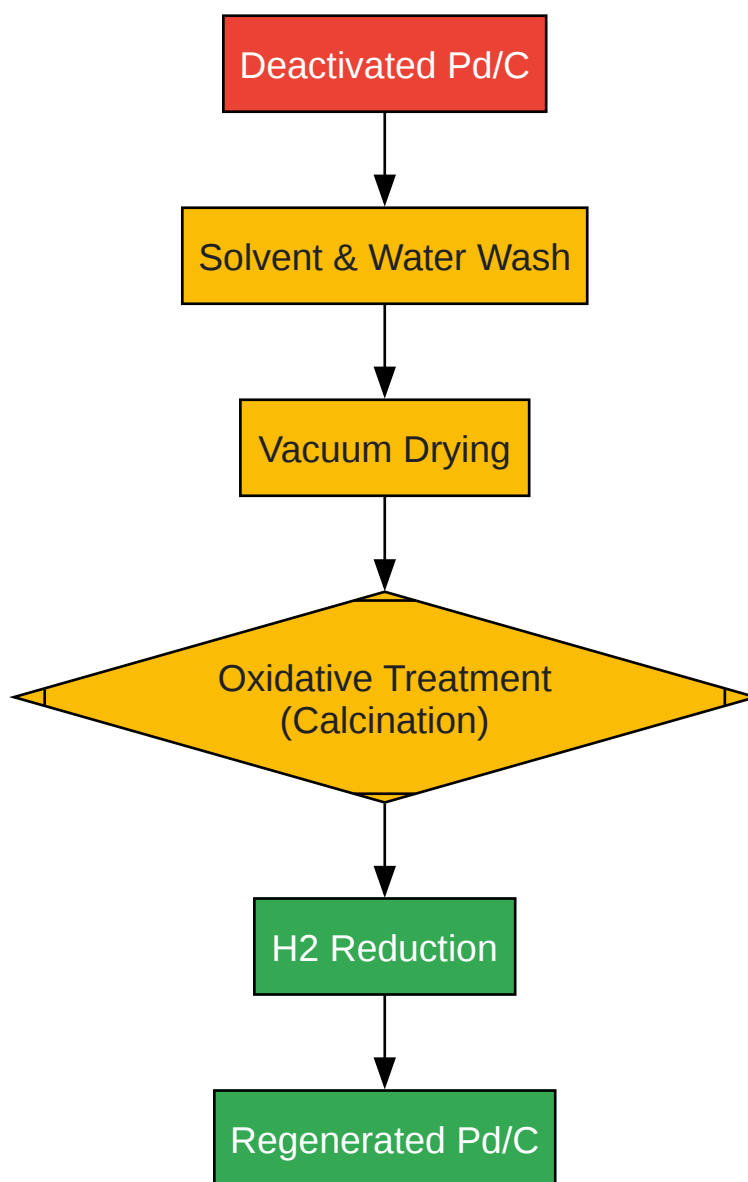 Deactivated Pd/C
Solvent & Water Wash
Vacuum Drying
Oxidative Treatment
(Calcination)
H2 Reduction
Regenerated Pd/C